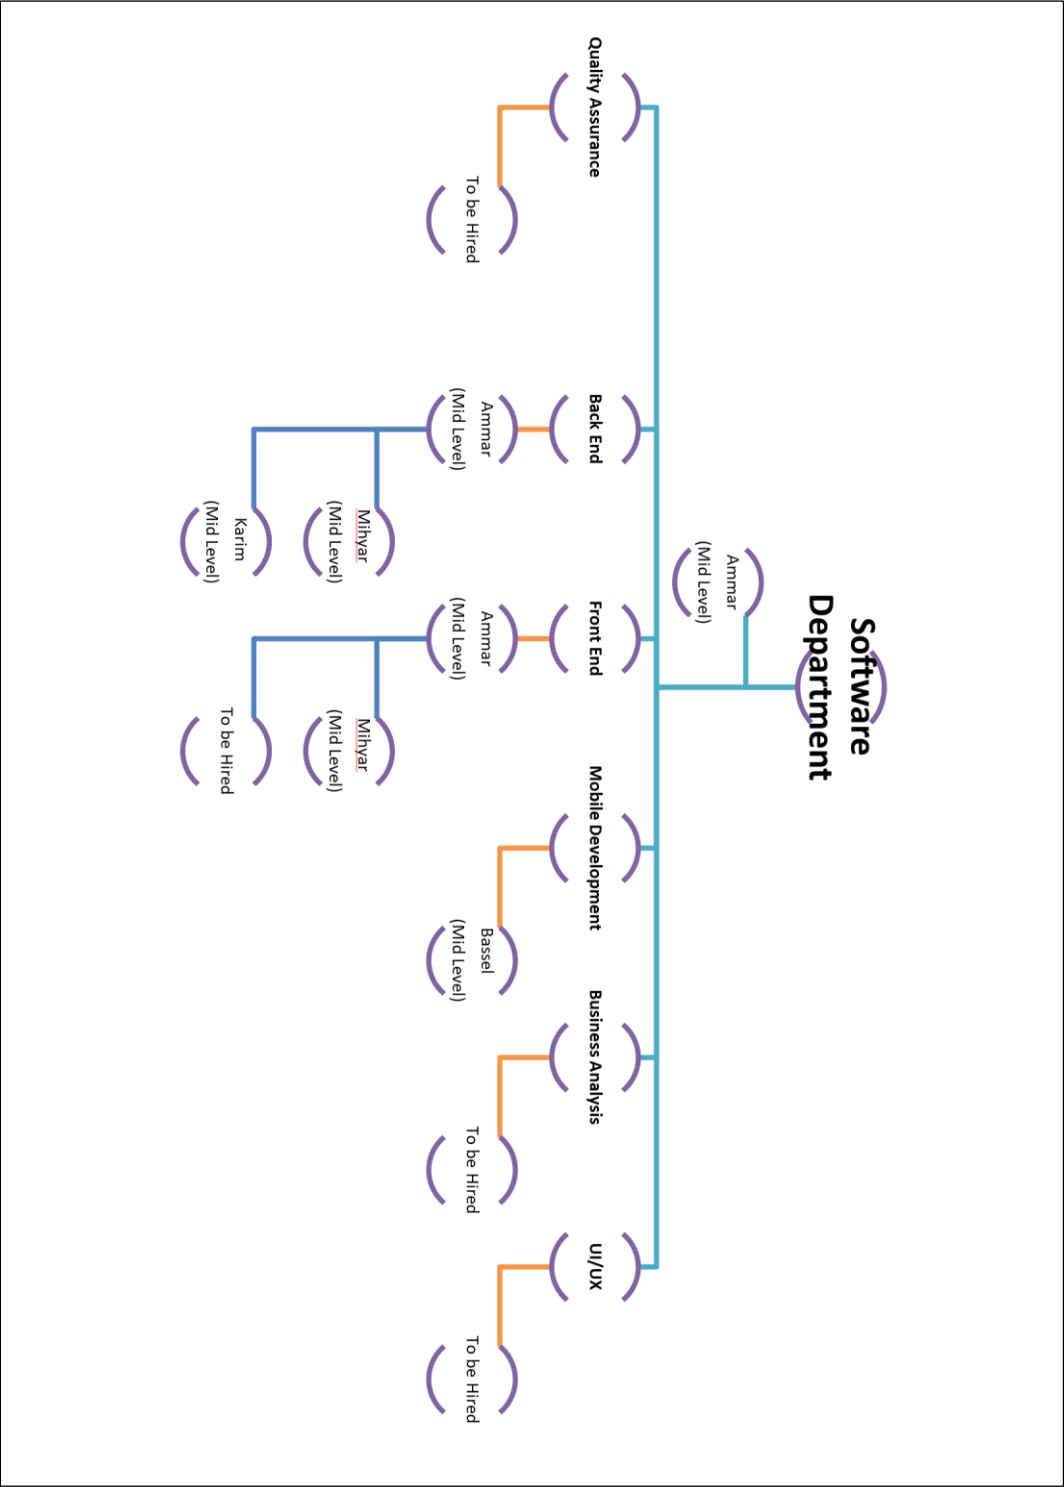 Software
Department
Ammar
(Mid Level)
Quality Assurance
To be Hired
Back End
Ammar
(Mid Level)
Mihyar
(Mid Level)
Karim
(Mid Level)
Front End
Ammar
(Mid Level)
Mihyar
(Mid Level)
To be Hired
Mobile Development
Bassel
(Mid Level)
Business Analysis
To be Hired
UI/UX
To be Hired